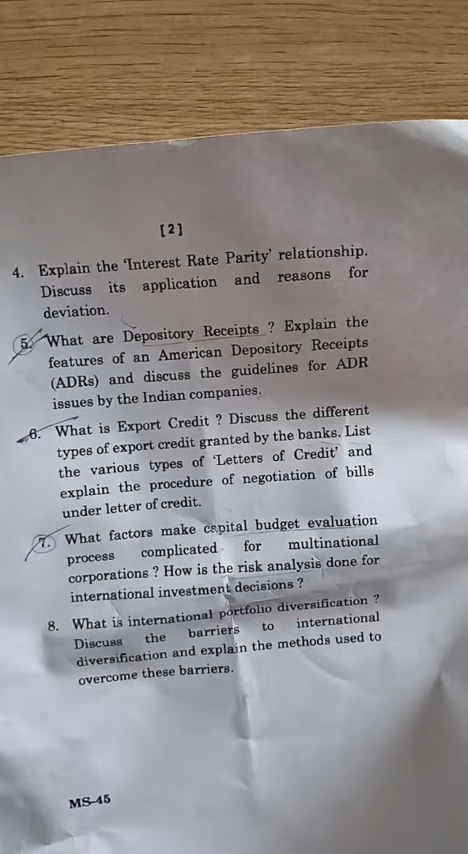 [2]
4. Explain the 'Interest Rate Parity' relationship.
Discuss its application and reasons for
deviation.
5. What are Depository Receipts ? Explain the
features of an American Depository Receipts
(ADRs) and discuss the guidelines for ADR
issues by the Indian companies.
6. What is Export Credit ? Discuss the different
types of export credit granted by the banks. List
the various types of 'Letters of Credit' and
explain the procedure of negotiation of bills
under letter of credit.
7. What factors make capital budget evaluation
process complicated for multinational
corporations ? How is the risk analysis done for
international investment decisions ?
8. What is international portfolio diversification ?
Discuss the barriers to international
diversification and explain the methods used to
overcome these barriers.
MS-45